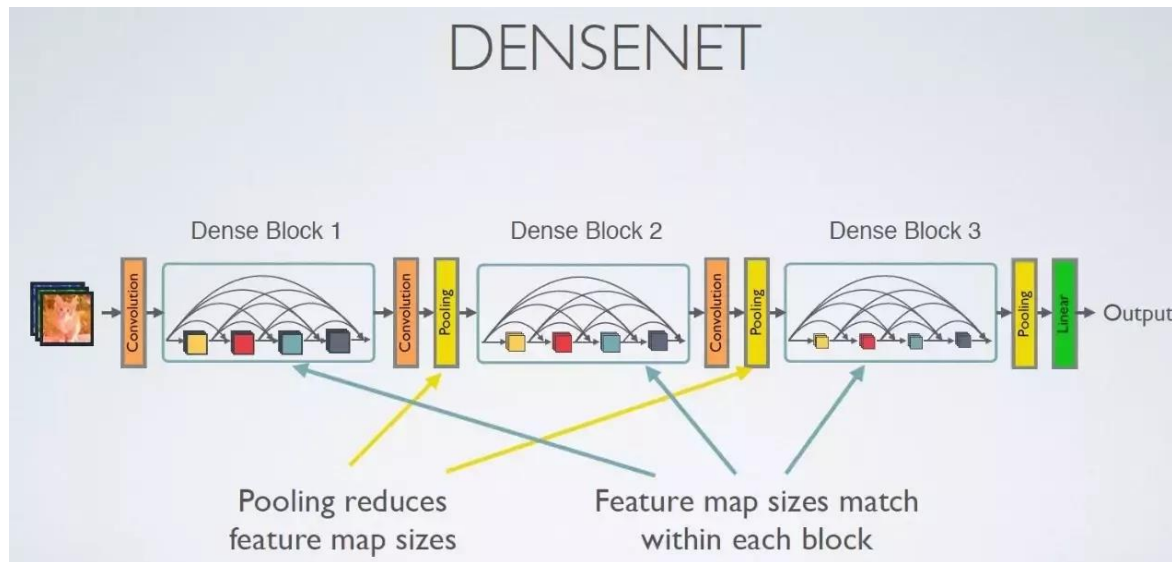 DENSENET
Dense Block 1
Dense Block 2
Dense Block 3
Convolution
Convolution
Pooling
Convolution
Pooling
Pooling
Linear
Output
Pooling reduces
feature map sizes
Feature map sizes match
within each block